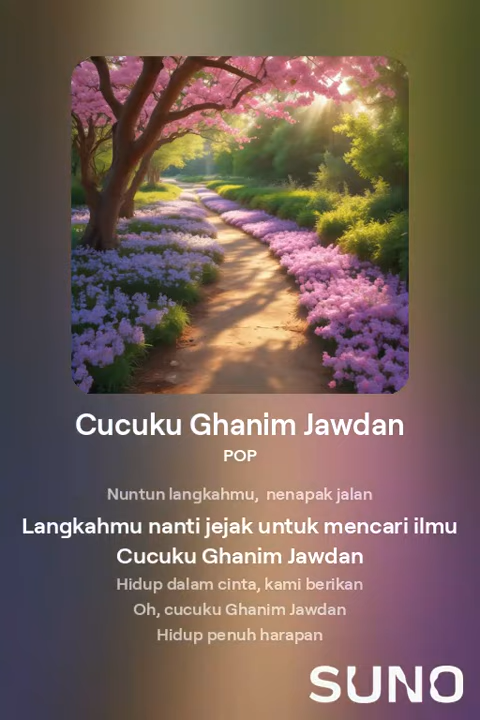 Cucuku Ghanim Jawdan
POP
Nuntun langkahmu, nenapak jalan
Langkahmu nanti jejak untuk mencari ilmu
Cucuku Ghanim Jawdan
Hidup dalam cinta, kami berikan
Oh, cucuku Ghanim Jawdan
Hidup penuh harapan
SUNO